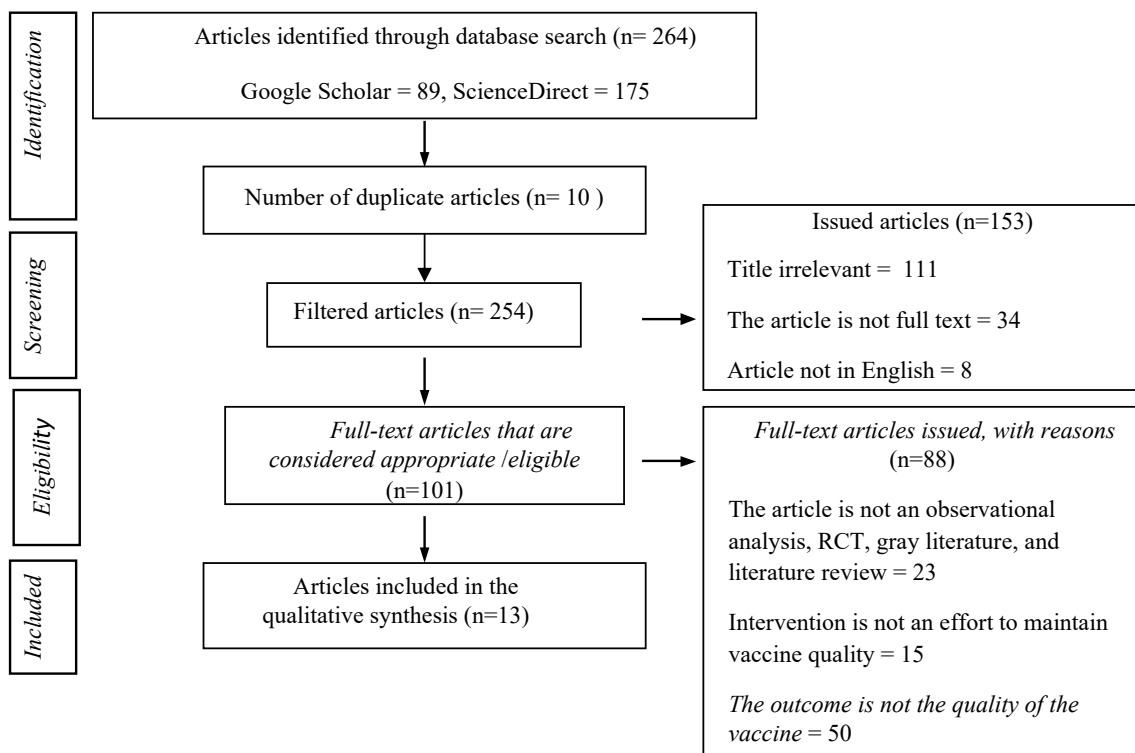 Identification
Articles identified through database search (n= 264)
Google Scholar = 89, ScienceDirect = 175
Number of duplicate articles (n= 10 )
Screening
Filtered articles (n= 254)
Issued articles (n=153)
Title irrelevant = 111
The article is not full text = 34
Article not in English = 8
Eligibility
Full-text articles that are
considered appropriate /eligible
(n=101)
Full-text articles issued, with reasons
(n=88)
The article is not an observational
analysis, RCT, gray literature, and
literature review = 23
Intervention is not an effort to maintain
vaccine quality = 15
The outcome is not the quality of the
vaccine = 50
Included
Articles included in the
qualitative synthesis (n=13)